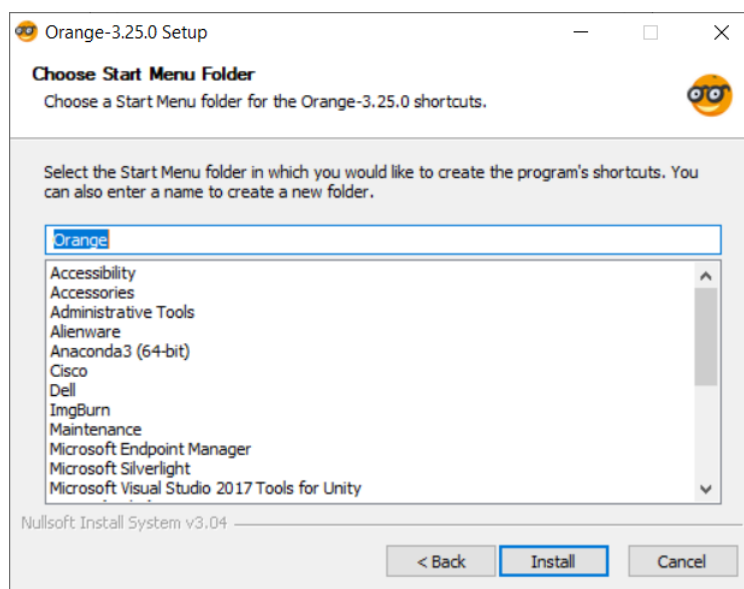 Orange-3.25.0 Setup
Choose Start Menu Folder
Choose a Start Menu folder for the Orange-3.25.0 shortcuts.
Select the Start Menu folder in which you would like to create the program's shortcuts. You
can also enter a name to create a new folder.
Orange
Accessibility
Accessories
Administrative Tools
Alienware
Anaconda3 (64-bit)
Cisco
Dell
ImgBurn
Maintenance
Microsoft Endpoint Manager
Microsoft Silverlight
Microsoft Visual Studio 2017 Tools for Unity
Nullsoft Install System v3.04
< Back Install Cancel